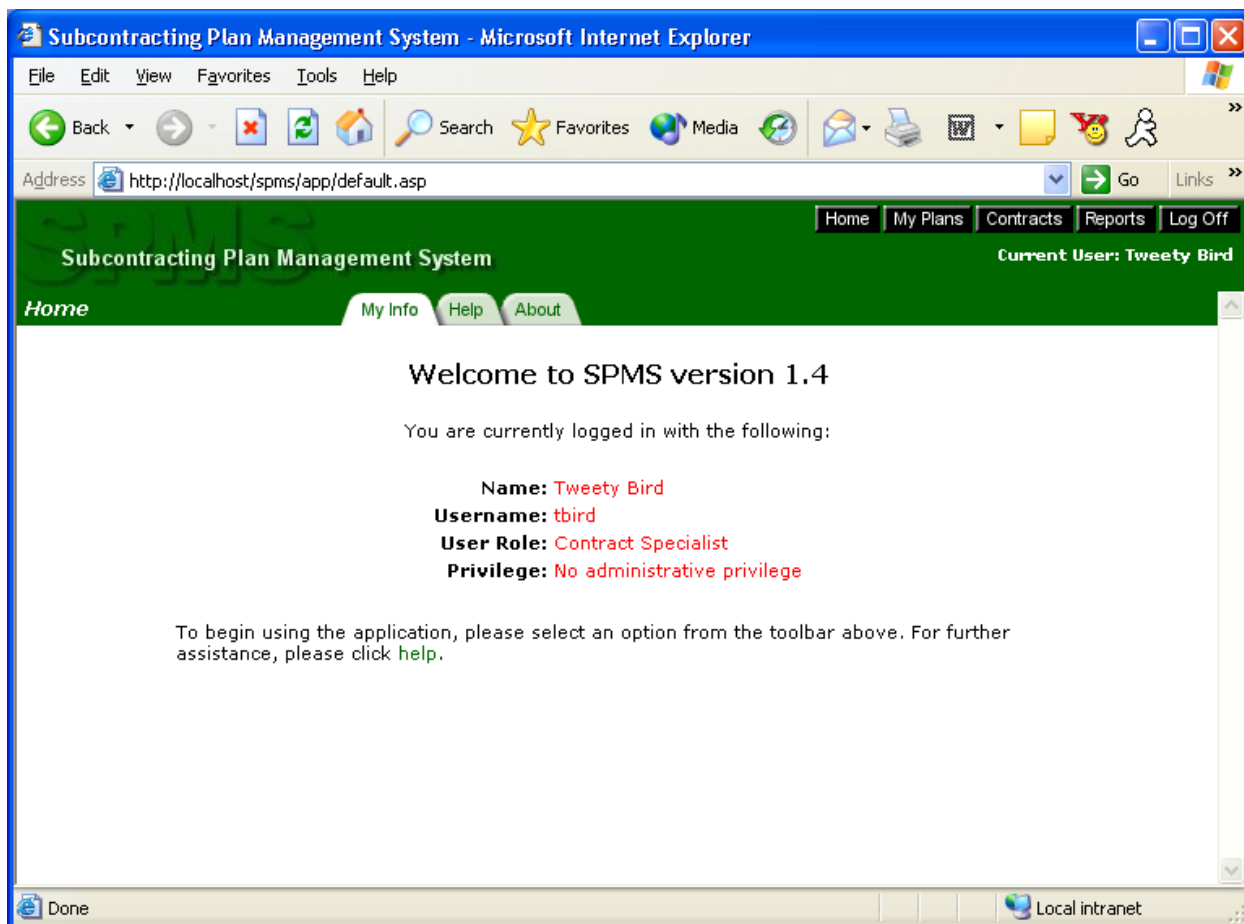 Subcontracting Plan Management System - Microsoft Internet Explorer
File Edit View Favorites Tools Help
Back Search Favorites Media »
Address http://localhost/spms/app/default.asp Go Links »
SPMS
Home My Plans Contracts Reports Log Off
Subcontracting Plan Management System
Current User: Tweety Bird
Home My Info Help About
Welcome to SPMS version 1.4
You are currently logged in with the following:
Name: Tweety Bird
Username: tbird
User Role: Contract Specialist
Privilege: No administrative privilege
To begin using the application, please select an option from the toolbar above. For further
assistance, please click help.
Done Local intranet